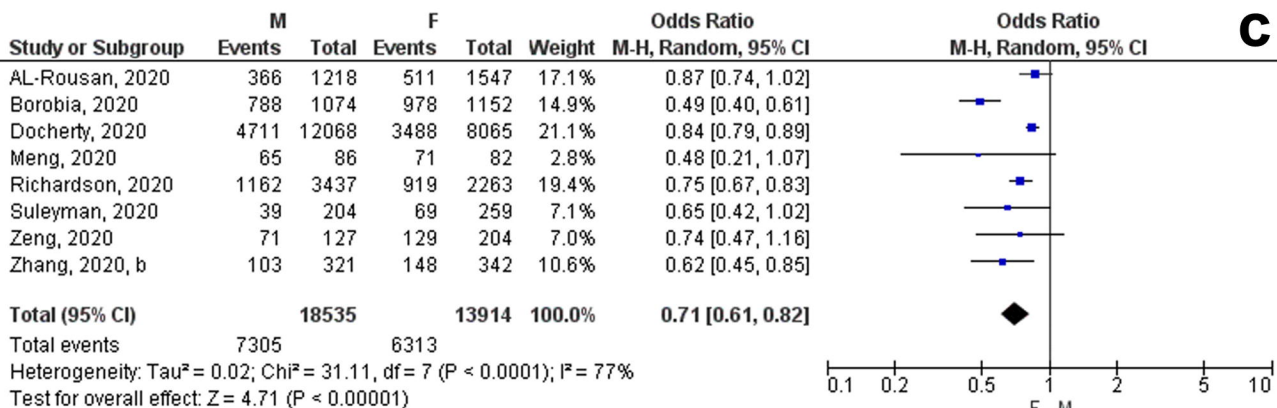 M F Odds Ratio Odds Ratio C
Study or Subgroup Events Total Events Total Weight M-H, Random, 95% CI M-H, Random, 95% CI
AL-Rousan, 2020 366 1218 511 1547 17.1% 0.87 [0.74, 1.02]
Borobia, 2020 788 1074 978 1152 14.9% 0.49 [0.40, 0.61]
Docherty, 2020 4711 12068 3488 8065 21.1% 0.84 [0.79, 0.89]
Meng, 2020 65 86 71 82 2.8% 0.48 [0.21, 1.07]
Richardson, 2020 1162 3437 919 2263 19.4% 0.75 [0.67, 0.83]
Suleyman, 2020 39 204 69 259 7.1% 0.65 [0.42, 1.02]
Zeng, 2020 71 127 129 204 7.0% 0.74 [0.47, 1.16]
Zhang, 2020, b 103 321 148 342 10.6% 0.62 [0.45, 0.85]
Total (95% CI) 18535 13914 100.0% 0.71 [0.61, 0.82]
Total events 7305 6313
Heterogeneity: Tau² = 0.02; Chi² = 31.11, df = 7 (P < 0.0001); I² = 77%
Test for overall effect: Z = 4.71 (P < 0.00001)
0.1 0.2 0.5 1 2 5 10
F M